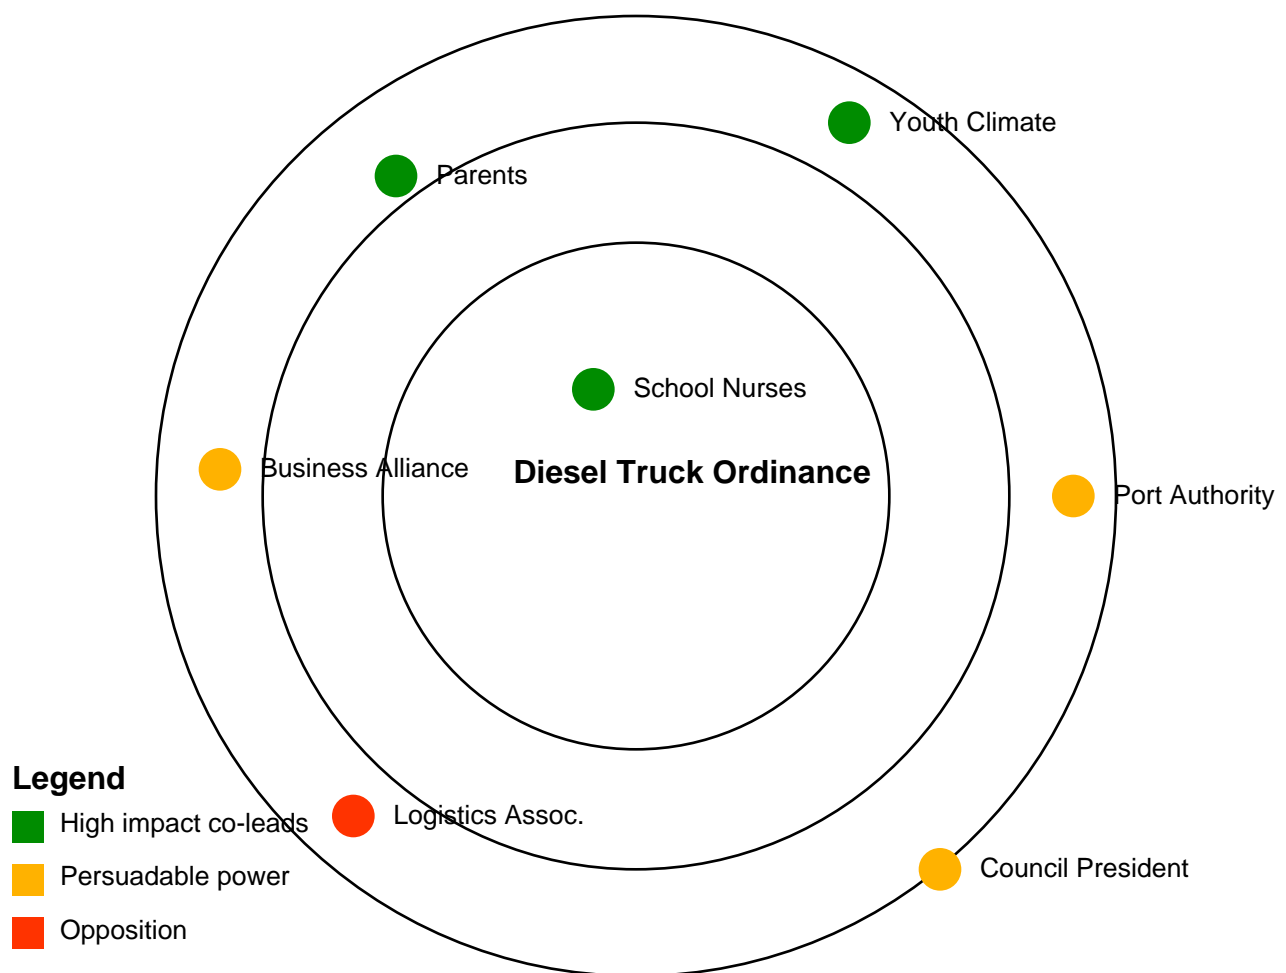 Youth Climate
Parents
School Nurses
Business Alliance
Diesel Truck Ordinance
Port Authority
Legend
High impact co-leads
Logistics Assoc.
Persuadable power
Council President
Opposition